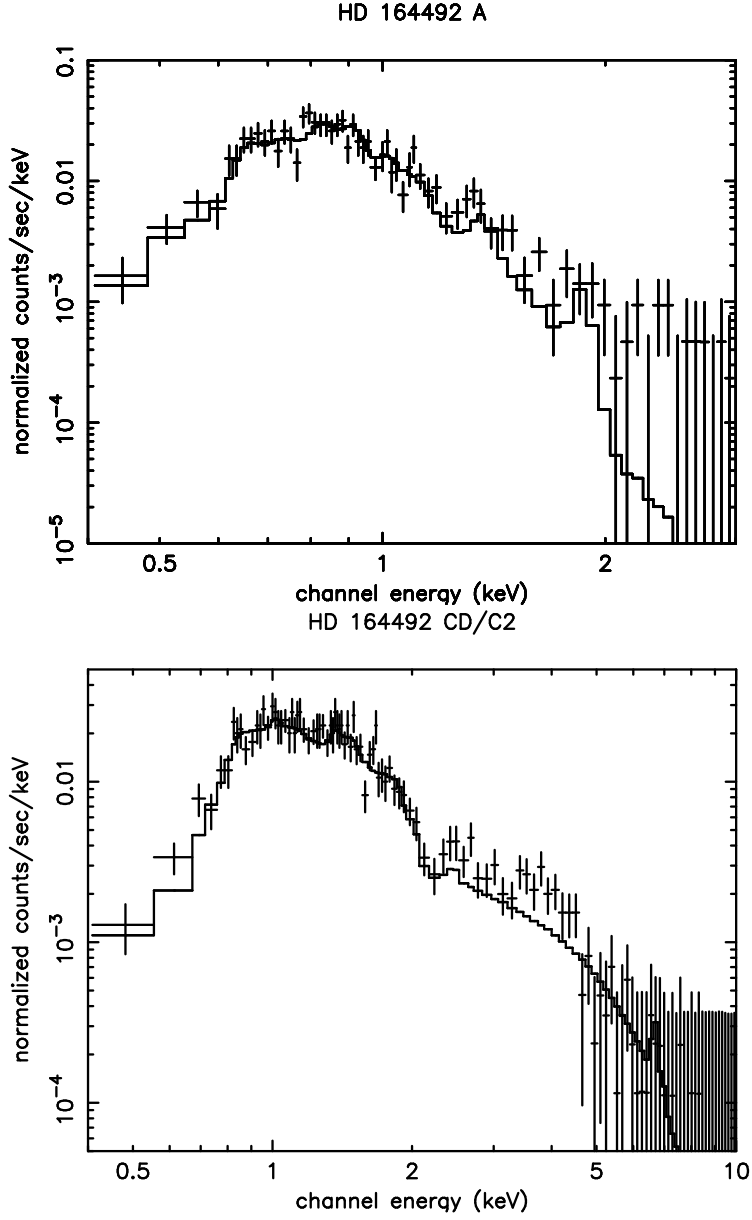 HD 164492 A
normalized counts/sec/keV
0.1
0.01
10−3
10−4
10−5
0.5 1 2
channel energy (keV)
HD 164492 CD/C2
normalized counts/sec/keV
0.01
10−3
10−4
0.5 1 2 5 10
channel energy (keV)